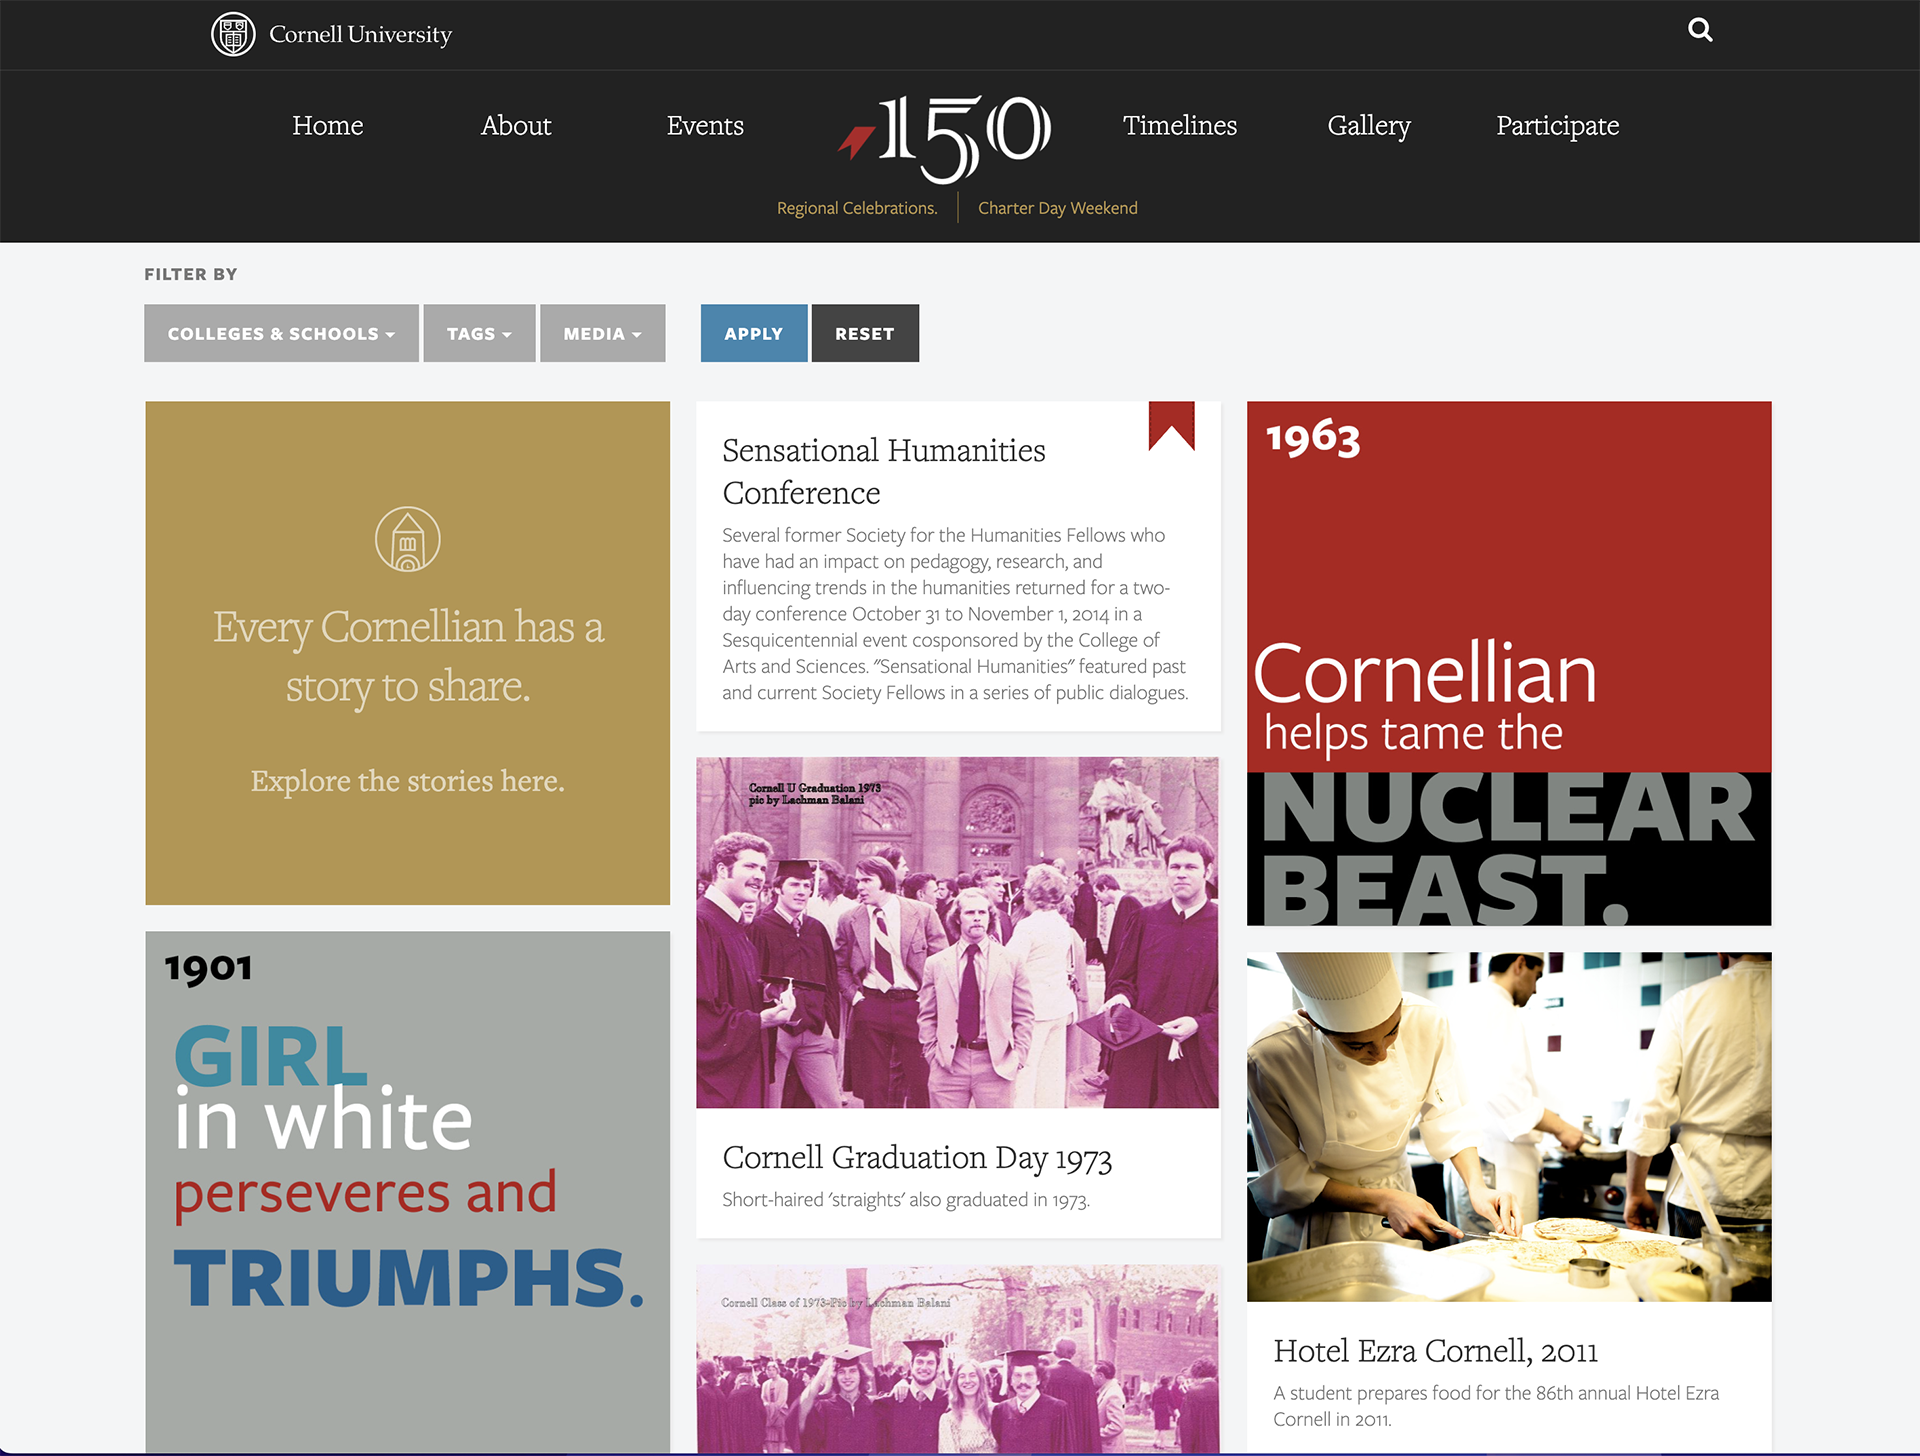 Cornell University
Home
About
Events
150
Timelines
Gallery
Participate
Regional Celebrations.
Charter Day Weekend
FILTER BY
COLLEGES & SCHOOLS
TAGS
MEDIA
APPLY
RESET
Every Cornellian has a
story to share.
Explore the stories here.
1901
GIRL
in white
perseveres and
TRIUMPHS.
Sensational Humanities
Conference
Several former Society for the Humanities Fellows who
have had an impact on pedagogy, research, and
influencing trends in the humanities returned for a two-
day conference October 31 to November 1, 2014 in a
Sesquicentennial event cosponsored by the College of
Arts and Sciences. "Sensational Humanities" featured past
and current Society Fellows in a series of public dialogues.
Cornell U Graduation 1973
pic by Lachman Balani
Cornell Graduation Day 1973
Short-haired 'straights' also graduated in 1973.
Cornell Class of 1973-Pic by Lachman Balani
1963
Cornellian
helps tame the
NUCLEAR
BEAST.
Hotel Ezra Cornell, 2011
A student prepares food for the 86th annual Hotel Ezra
Cornell in 2011.